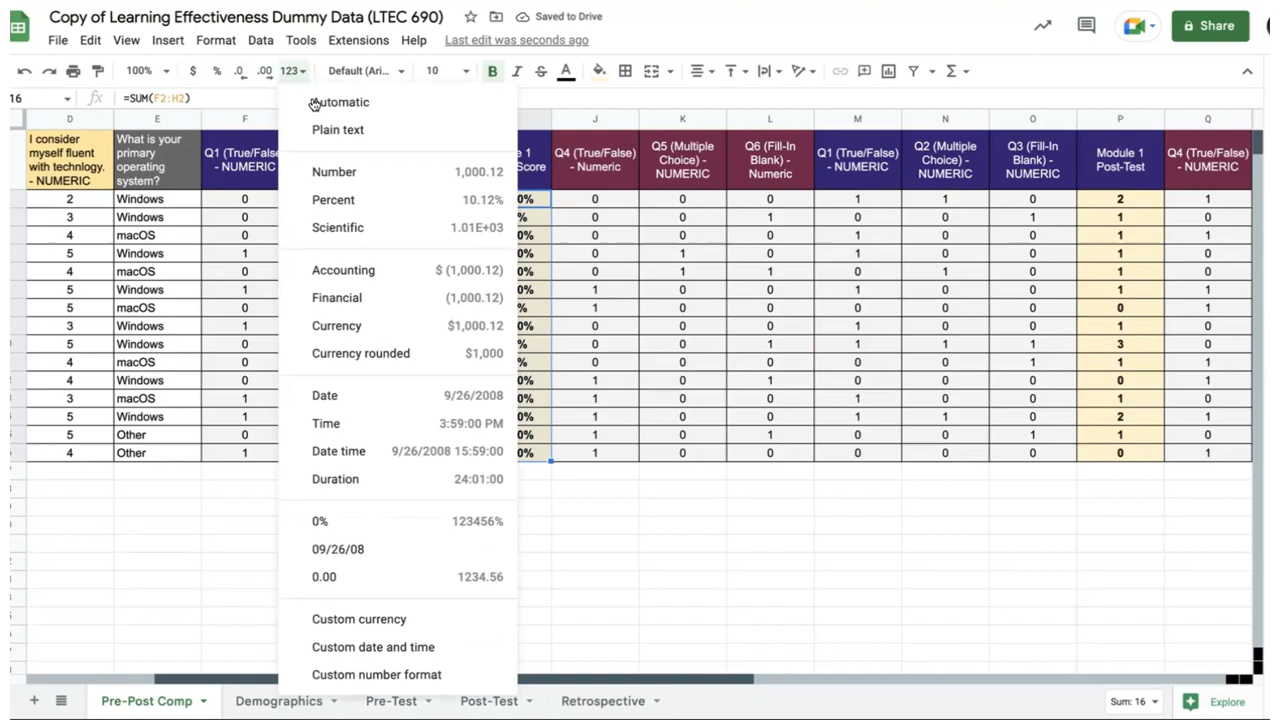 Copy of Learning Effectiveness Dummy Data (LTEC 690)
Saved to Drive
Share
File Edit View Insert Format Data Tools Extensions Help Last edit was seconds ago
100% $ % .0 .00 123 Default (Ari... 10 B I S A
16 fx =SUM(F2:H2)
D E F J K L M N O P Q
I consider myself fluent with technlogy. - NUMERIC
What is your primary operating system?
Q1 (True/False) - NUMERIC
e 1 Score
Q4 (True/False) - Numeric
Q5 (Multiple Choice) - NUMERIC
Q6 (Fill-In Blank) - Numeric
Q1 (True/False) - NUMERIC
Q2 (Multiple Choice) - NUMERIC
Q3 (Fill-In Blank) - NUMERIC
Module 1 Post-Test
Q4 (True/False) - NUMERIC
2 Windows 0 0% 0 0 0 1 1 0 2 1
3 Windows 0 % 0 0 1 0 0 1 1 0
4 macOS 0 0% 0 0 0 1 0 0 1 1
5 Windows 1 0% 0 1 0 1 0 0 1 0
4 macOS 0 0% 0 1 1 0 1 0 1 0
5 Windows 1 0% 1 0 0 1 0 0 1 1
5 macOS 0 % 1 0 0 0 0 0 0 1
3 Windows 1 0% 0 0 0 1 0 0 1 0
5 Windows 0 % 0 0 1 1 1 1 3 0
4 macOS 0 0% 0 0 0 0 0 1 1 1
4 Windows 0 0% 1 0 1 0 0 0 0 1
3 macOS 1 0% 1 0 0 1 0 0 1 0
5 Windows 1 0% 1 0 0 1 1 0 2 1
5 Other 0 0% 1 0 1 0 0 1 1 0
4 Other 1 0% 1 0 0 0 0 0 0 1
Automatic
Plain text
Number 1,000.12
Percent 10.12%
Scientific 1.01E+03
Accounting $ (1,000.12)
Financial (1,000.12)
Currency $1,000.12
Currency rounded $1,000
Date 9/26/2008
Time 3:59:00 PM
Date time 9/26/2008 15:59:00
Duration 24:01:00
0% 123456%
09/26/08
0.00 1234.56
Custom currency
Custom date and time
Custom number format
Pre-Post Comp Demographics Pre-Test Post-Test Retrospective Sum: 16 Explore